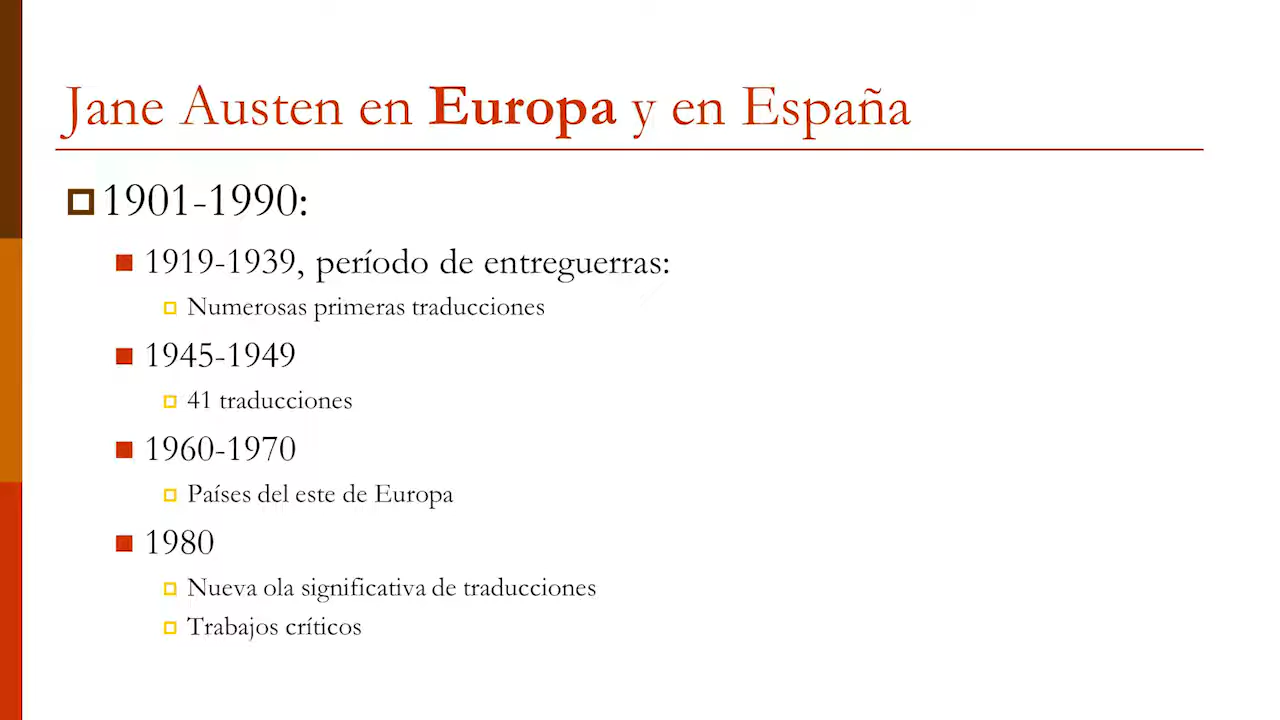 Jane Austen en Europa y en España
1901-1990:
1919-1939, período de entreguerras:
Numerosas primeras traducciones
1945-1949
41 traducciones
1960-1970
Países del este de Europa
1980
Nueva ola significativa de traducciones
Trabajos críticos